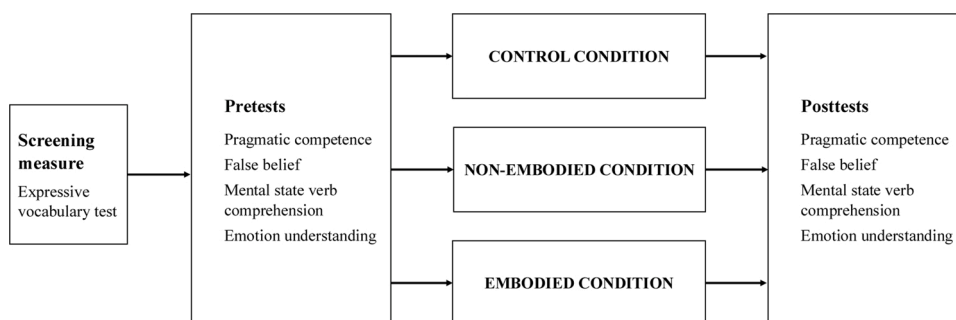 Screening
measure
Expressive
vocabulary test
Pretests
Pragmatic competence
False belief
Mental state verb
comprehension
Emotion understanding
CONTROL CONDITION
NON-EMBODIED CONDITION
EMBODIED CONDITION
Posttests
Pragmatic competence
False belief
Mental state verb
comprehension
Emotion understanding